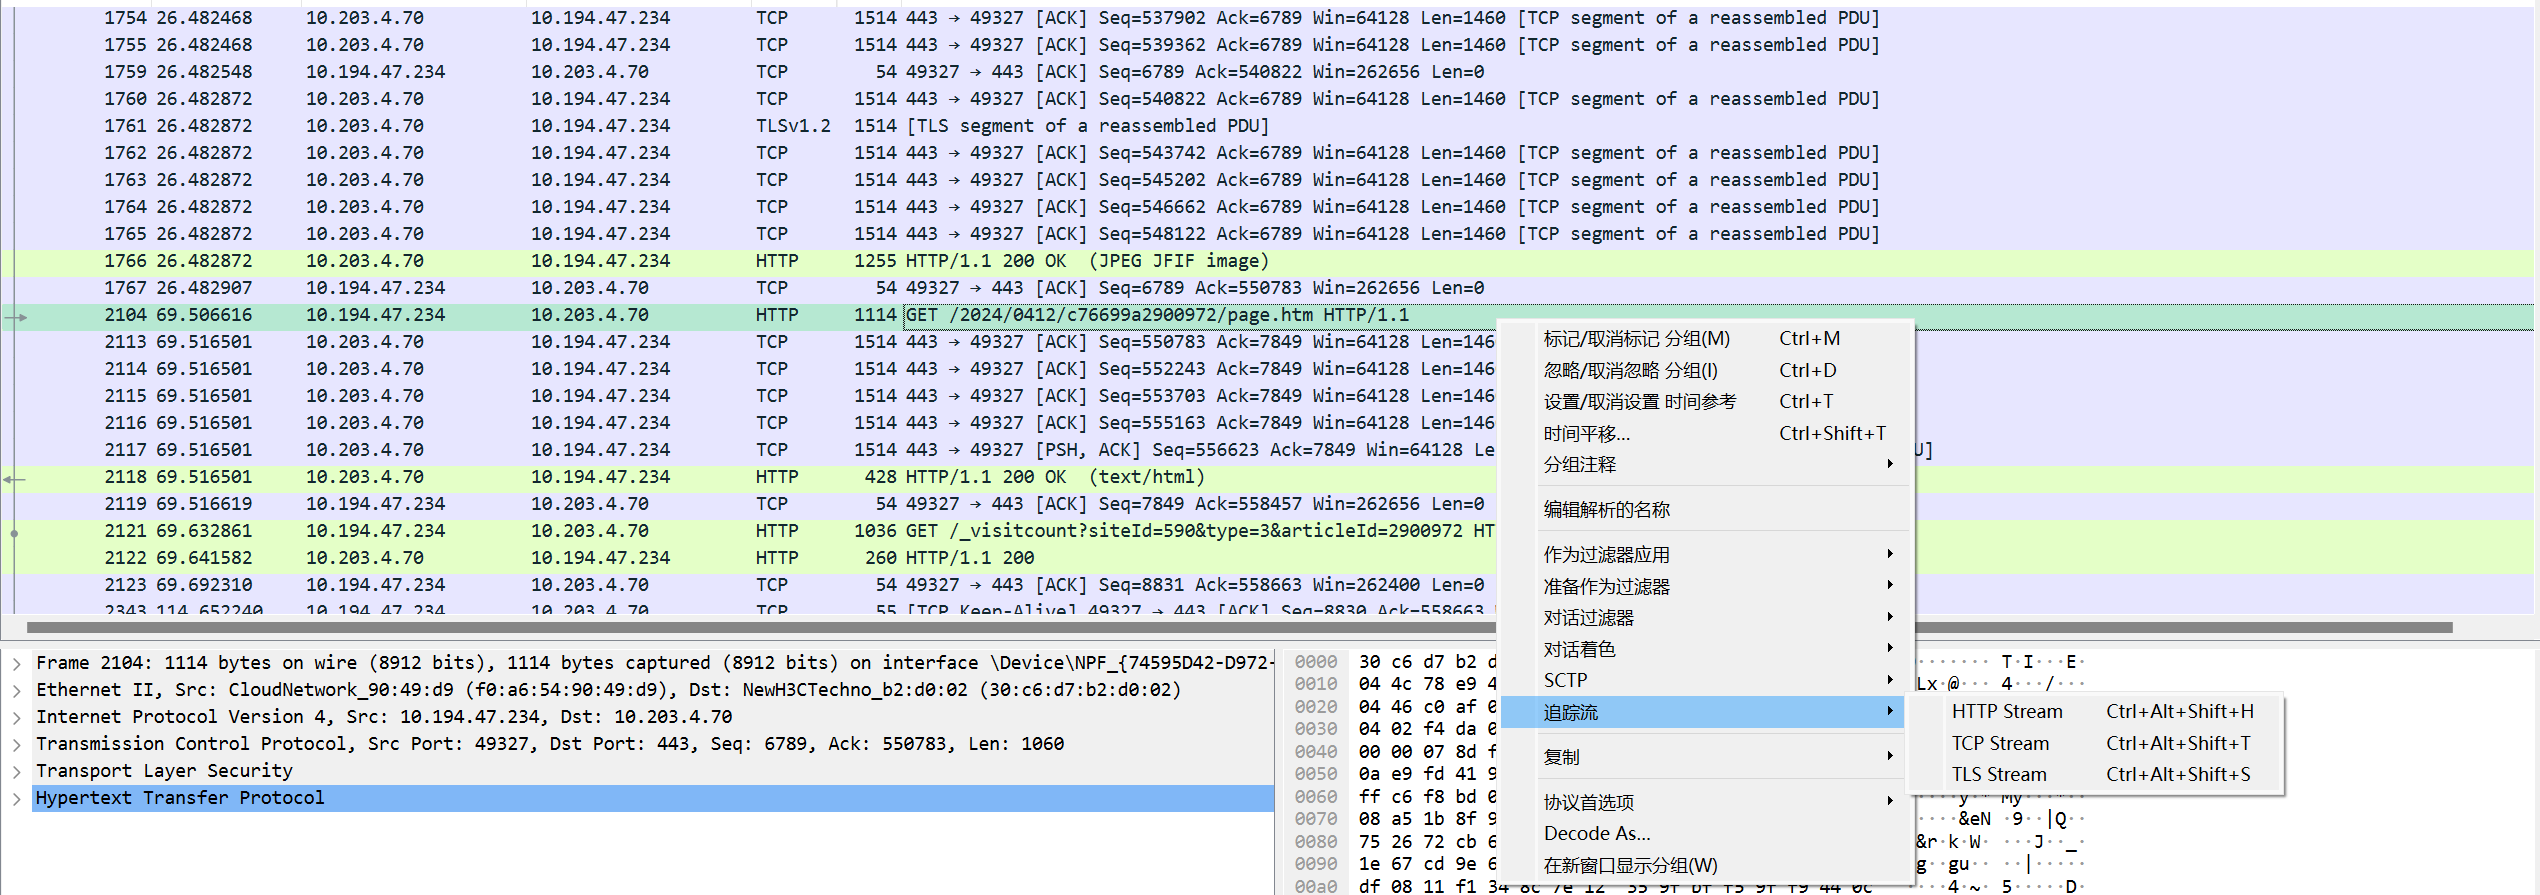 1754 26.482468 10.203.4.70 10.194.47.234 TCP 1514 443 → 49327 [ACK] Seq=537902 Ack=6789 Win=64128 Len=1460 [TCP segment of a reassembled PDU]
1755 26.482468 10.203.4.70 10.194.47.234 TCP 1514 443 → 49327 [ACK] Seq=539362 Ack=6789 Win=64128 Len=1460 [TCP segment of a reassembled PDU]
1759 26.482548 10.194.47.234 10.203.4.70 TCP 54 49327 → 443 [ACK] Seq=6789 Ack=540822 Win=262656 Len=0
1760 26.482872 10.203.4.70 10.194.47.234 TCP 1514 443 → 49327 [ACK] Seq=540822 Ack=6789 Win=64128 Len=1460 [TCP segment of a reassembled PDU]
1761 26.482872 10.203.4.70 10.194.47.234 TLSv1.2 1514 [TLS segment of a reassembled PDU]
1762 26.482872 10.203.4.70 10.194.47.234 TCP 1514 443 → 49327 [ACK] Seq=543742 Ack=6789 Win=64128 Len=1460 [TCP segment of a reassembled PDU]
1763 26.482872 10.203.4.70 10.194.47.234 TCP 1514 443 → 49327 [ACK] Seq=545202 Ack=6789 Win=64128 Len=1460 [TCP segment of a reassembled PDU]
1764 26.482872 10.203.4.70 10.194.47.234 TCP 1514 443 → 49327 [ACK] Seq=546662 Ack=6789 Win=64128 Len=1460 [TCP segment of a reassembled PDU]
1765 26.482872 10.203.4.70 10.194.47.234 TCP 1514 443 → 49327 [ACK] Seq=548122 Ack=6789 Win=64128 Len=1460 [TCP segment of a reassembled PDU]
1766 26.482872 10.203.4.70 10.194.47.234 HTTP 1255 HTTP/1.1 200 OK (JPEG JFIF image)
1767 26.482907 10.194.47.234 10.203.4.70 TCP 54 49327 → 443 [ACK] Seq=6789 Ack=550783 Win=262656 Len=0
2104 69.506616 10.194.47.234 10.203.4.70 HTTP 1114 GET /2024/0412/c76699a2900972/page.htm HTTP/1.1
2113 69.516501 10.203.4.70 10.194.47.234 TCP 1514 443 → 49327 [ACK] Seq=550783 Ack=7849 Win=64128 Len=146
2114 69.516501 10.203.4.70 10.194.47.234 TCP 1514 443 → 49327 [ACK] Seq=552243 Ack=7849 Win=64128 Len=146
2115 69.516501 10.203.4.70 10.194.47.234 TCP 1514 443 → 49327 [ACK] Seq=553703 Ack=7849 Win=64128 Len=146
2116 69.516501 10.203.4.70 10.194.47.234 TCP 1514 443 → 49327 [ACK] Seq=555163 Ack=7849 Win=64128 Len=146
2117 69.516501 10.203.4.70 10.194.47.234 TCP 1514 443 → 49327 [PSH, ACK] Seq=556623 Ack=7849 Win=64128 Le U]
2118 69.516501 10.203.4.70 10.194.47.234 HTTP 428 HTTP/1.1 200 OK (text/html)
2119 69.516619 10.194.47.234 10.203.4.70 TCP 54 49327 → 443 [ACK] Seq=7849 Ack=558457 Win=262656 Len=0
2121 69.632861 10.194.47.234 10.203.4.70 HTTP 1036 GET /_visitcount?siteId=590&type=3&articleId=2900972 HT
2122 69.641582 10.203.4.70 10.194.47.234 HTTP 260 HTTP/1.1 200
2123 69.692310 10.194.47.234 10.203.4.70 TCP 54 49327 → 443 [ACK] Seq=8831 Ack=558663 Win=262400 Len=0
2343 114.652240 10.194.47.234 10.203.4.70 TCP 55 [TCP Keep-Alive] 49327 → 443 [ACK] Seq=8830 Ack=558663
标记/取消标记 分组(M) Ctrl+M
忽略/取消忽略 分组(I) Ctrl+D
设置/取消设置 时间参考 Ctrl+T
时间平移... Ctrl+Shift+T
分组注释
编辑解析的名称
作为过滤器应用
准备作为过滤器
对话过滤器
对话着色
SCTP
追踪流
复制
协议首选项
Decode As...
在新窗口显示分组(W)
HTTP Stream Ctrl+Alt+Shift+H
TCP Stream Ctrl+Alt+Shift+T
TLS Stream Ctrl+Alt+Shift+S
Frame 2104: 1114 bytes on wire (8912 bits), 1114 bytes captured (8912 bits) on interface \Device\NPF_{74595D42-D972-
Ethernet II, Src: CloudNetwork_90:49:d9 (f0:a6:54:90:49:d9), Dst: NewH3CTechno_b2:d0:02 (30:c6:d7:b2:d0:02)
Internet Protocol Version 4, Src: 10.194.47.234, Dst: 10.203.4.70
Transmission Control Protocol, Src Port: 49327, Dst Port: 443, Seq: 6789, Ack: 550783, Len: 1060
Transport Layer Security
Hypertext Transfer Protocol
0000 30 c6 d7 b2 d ········T·I···E·
0010 04 4c 78 e9 4 Lx·@···4···/···
0020 04 46 c0 af 0
0030 04 02 f4 da 0
0040 00 00 07 8d f
0050 0a e9 fd 41 9
0060 ff c6 f8 bd 0
0070 08 a5 1b 8f 9 ····&eN·9··|Q··
0080 75 26 72 cb 6 &r·k·W···J··_
0090 1e 67 cd 9e 6 g··gu····|·····
00a0 df 08 11 f1 34 8c 7e 12 35 9f bf f5 9f f9 44 0c ····4·~·5·····D·